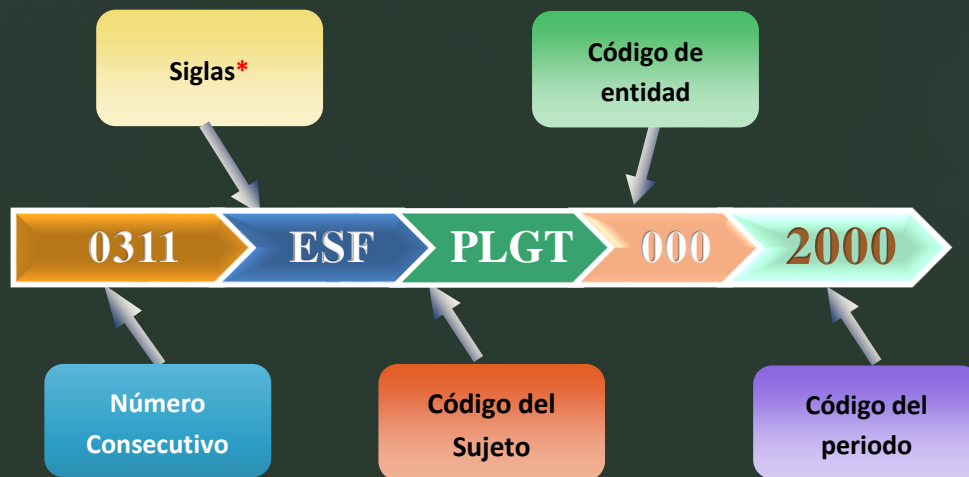 Siglas*
Código de
entidad
0311 ESF PLGT 000 2000
Número
Consecutivo
Código del
Sujeto
Código del
periodo